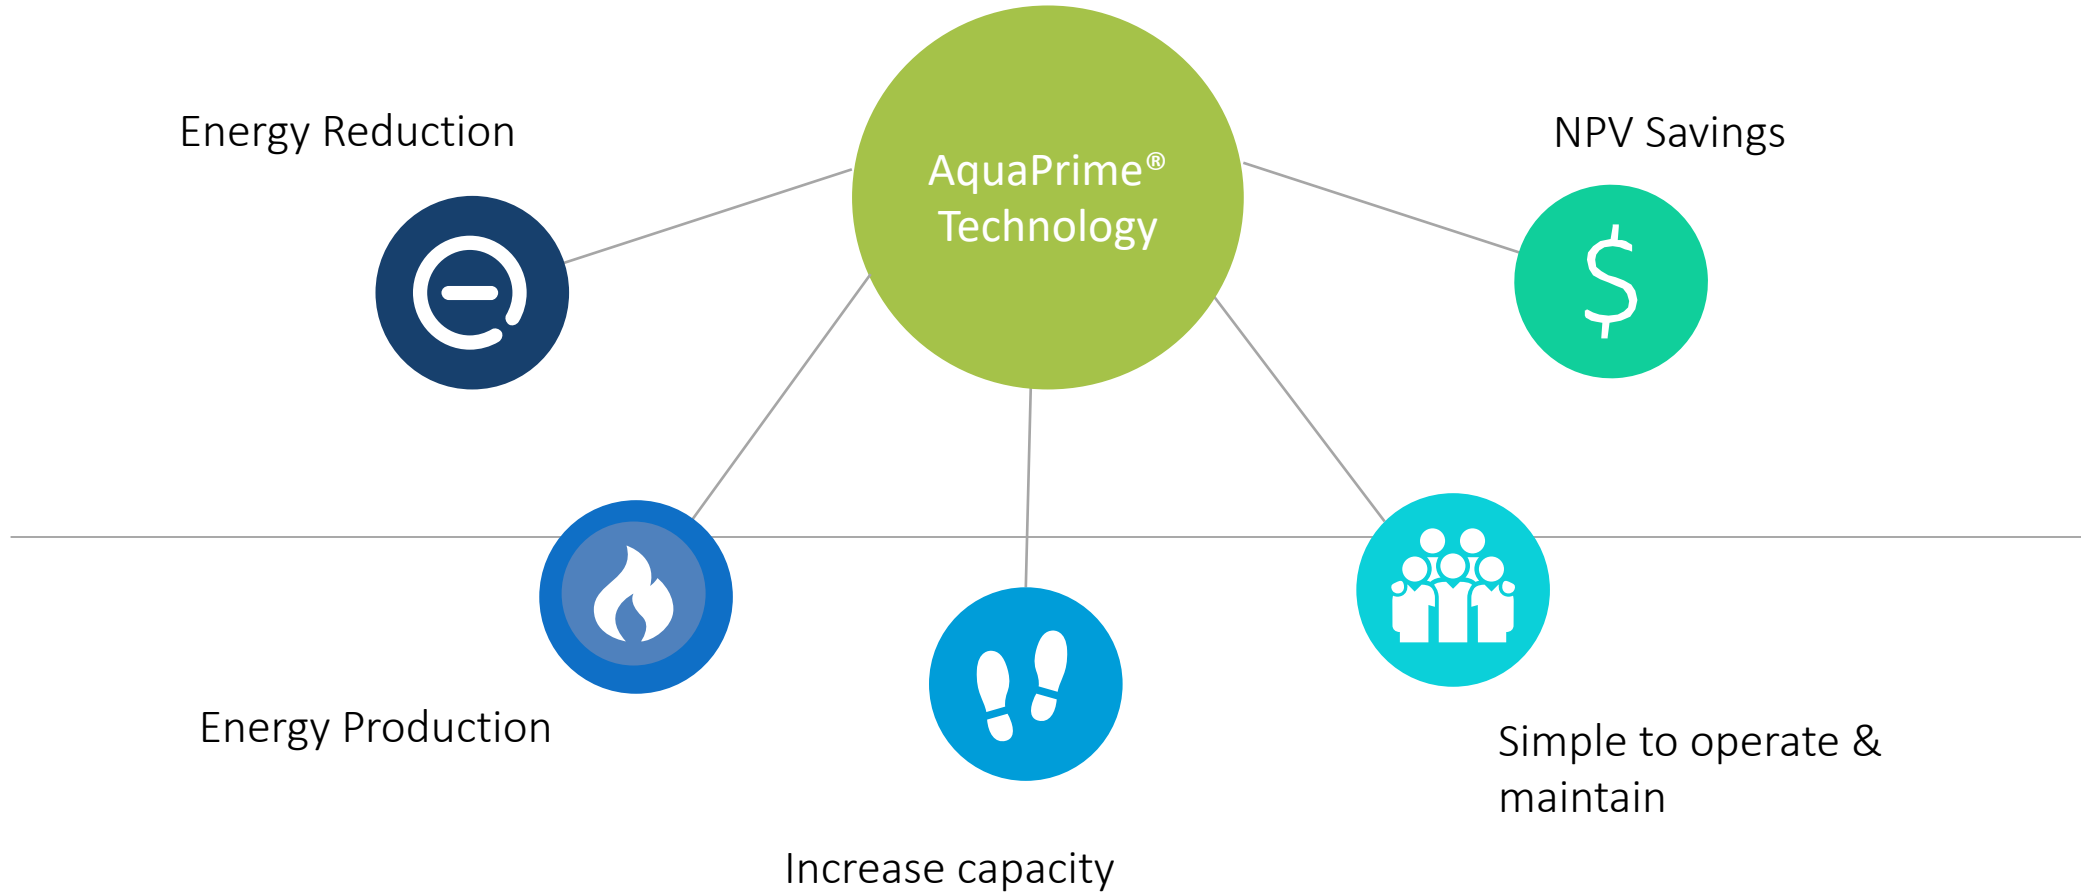 Energy Reduction
AquaPrime®
Technology
NPV Savings
$
Energy Production
Increase capacity
Simple to operate &
maintain